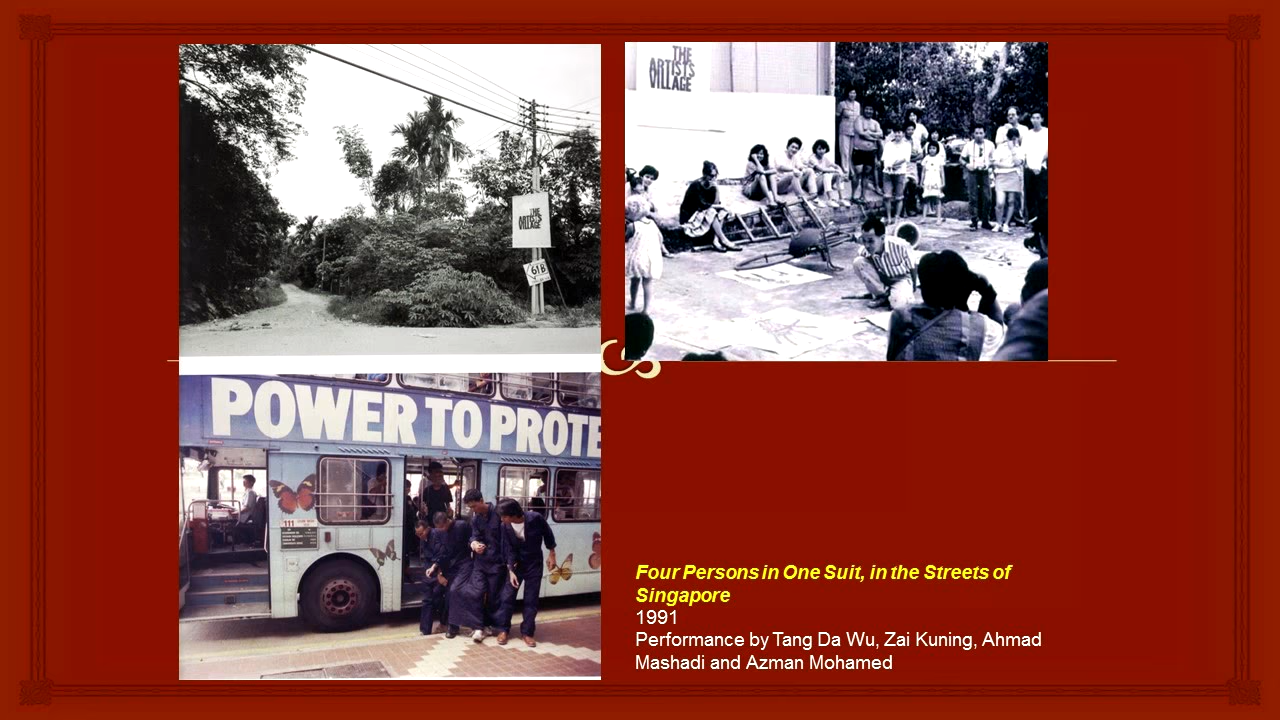 THE
ARTISTS
VILLAGE
61B
THE
ARTISTS
VILLAGE
POWER TO PROTE
111
Four Persons in One Suit, in the Streets of
Singapore
1991
Performance by Tang Da Wu, Zai Kuning, Ahmad
Mashadi and Azman Mohamed